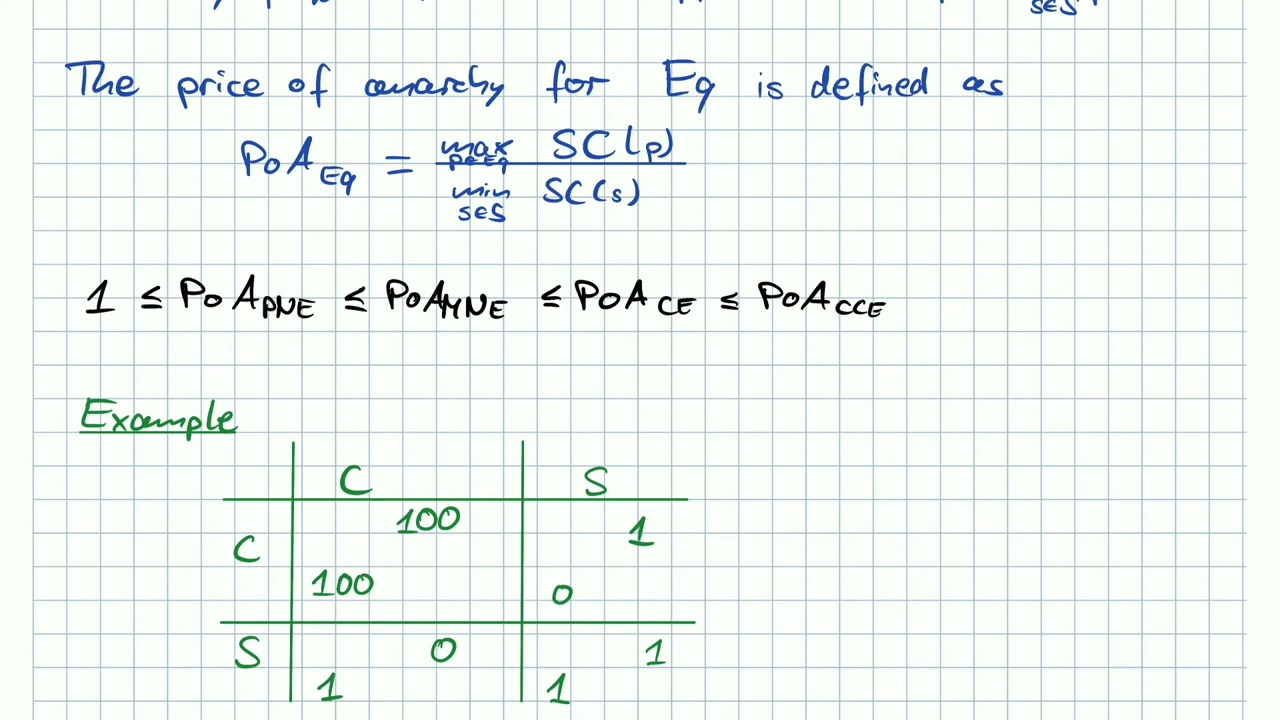 s∈S
The price of anarchy for Eq is defined as
PoA_Eq = max_{p∈Eq} SC(p) / min_{s∈S} SC(s)
1 ≤ PoA_PNE ≤ PoA_MNE ≤ PoA_CE ≤ PoA_CCE
Example
C S
100 1
C
100 0
S 0 1
1 1